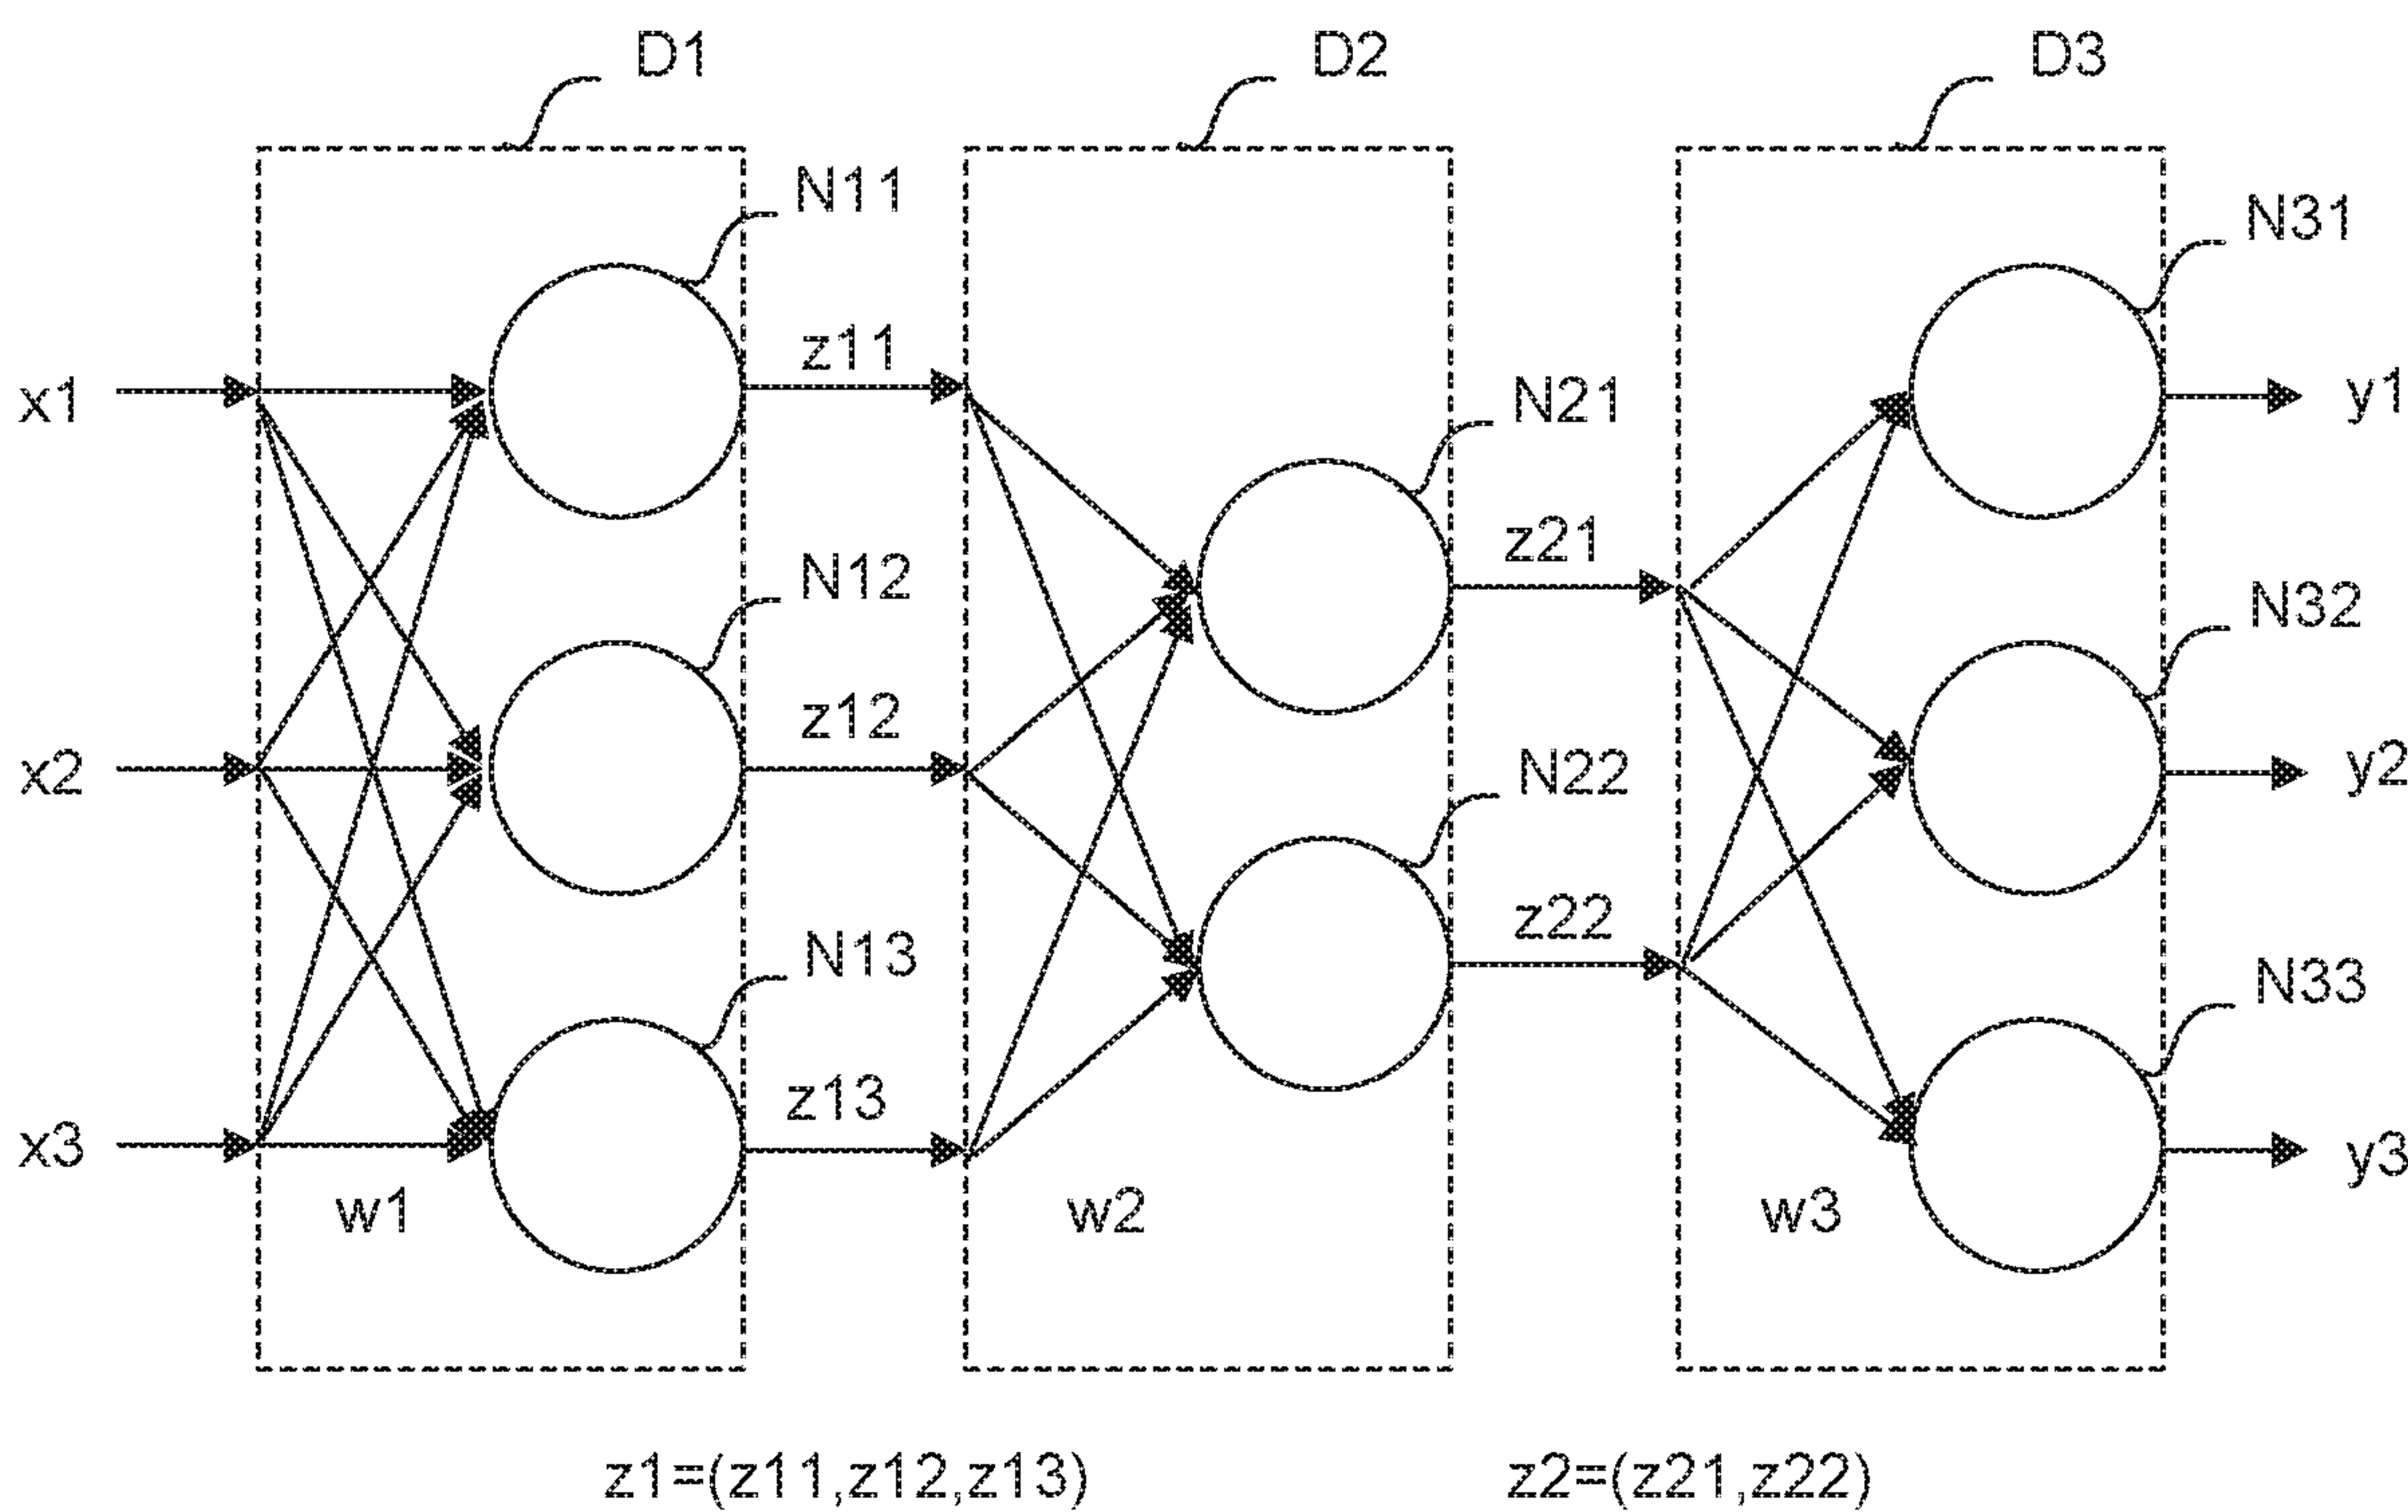 D1
D2
D3
N11
N31
z11
x1
N21
y1
z21
N12
N32
z12
x2
N22
y2
z22
N13
N33
z13
x3
y3
w1
w2
w3
z1=(z11,z12,z13)
z2=(z21,z22)